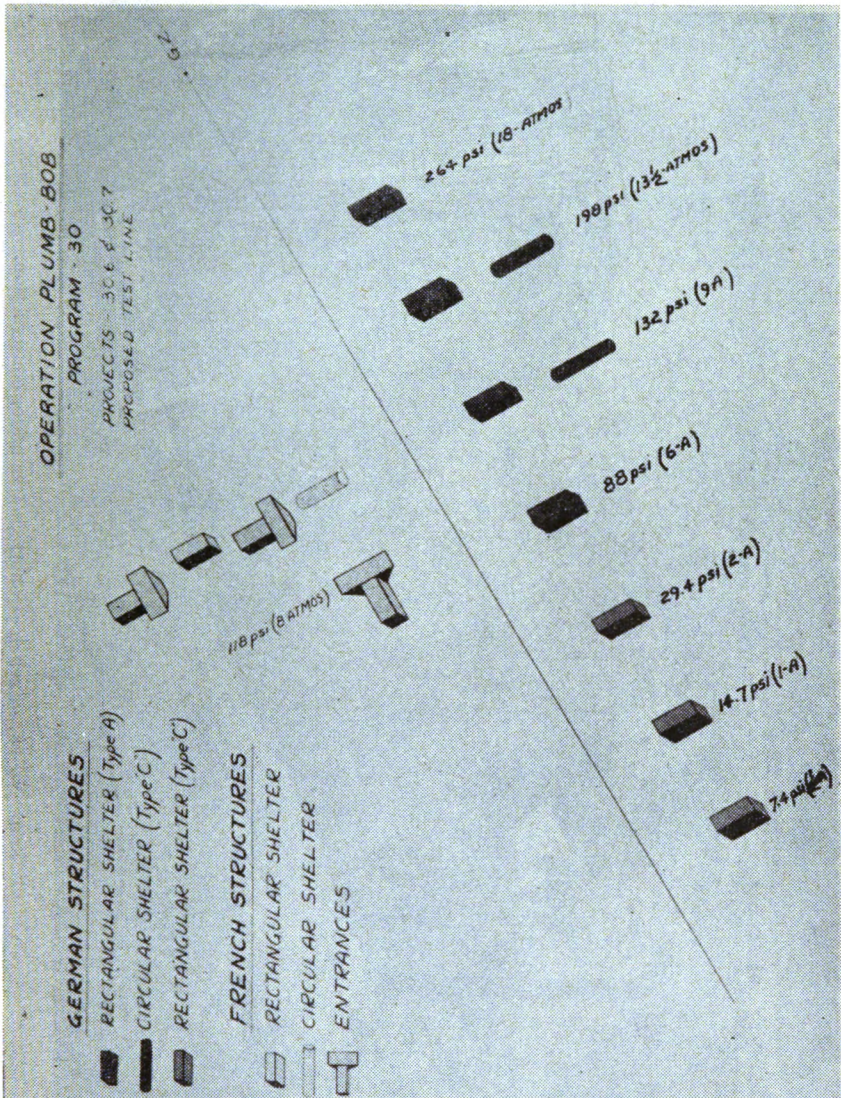 OPERATION PLUMB-BOB
PROGRAM - 30
PROJECTS - 30.6 & 30.7
PROPOSED TEST LINE
GZ
264 psi (18-ATMOS)
198 psi (13½-ATMOS)
132 psi (9A)
88 psi (6-A)
29.4 psi (2-A)
14.7 psi (1-A)
7.4 psi (½A)
118 psi (8 ATMOS)
GERMAN STRUCTURES
RECTANGULAR SHELTER (Type A)
CIRCULAR SHELTER (Type "C")
RECTANGULAR SHELTER (Type "C")
FRENCH STRUCTURES
RECTANGULAR SHELTER
CIRCULAR SHELTER
ENTRANCES